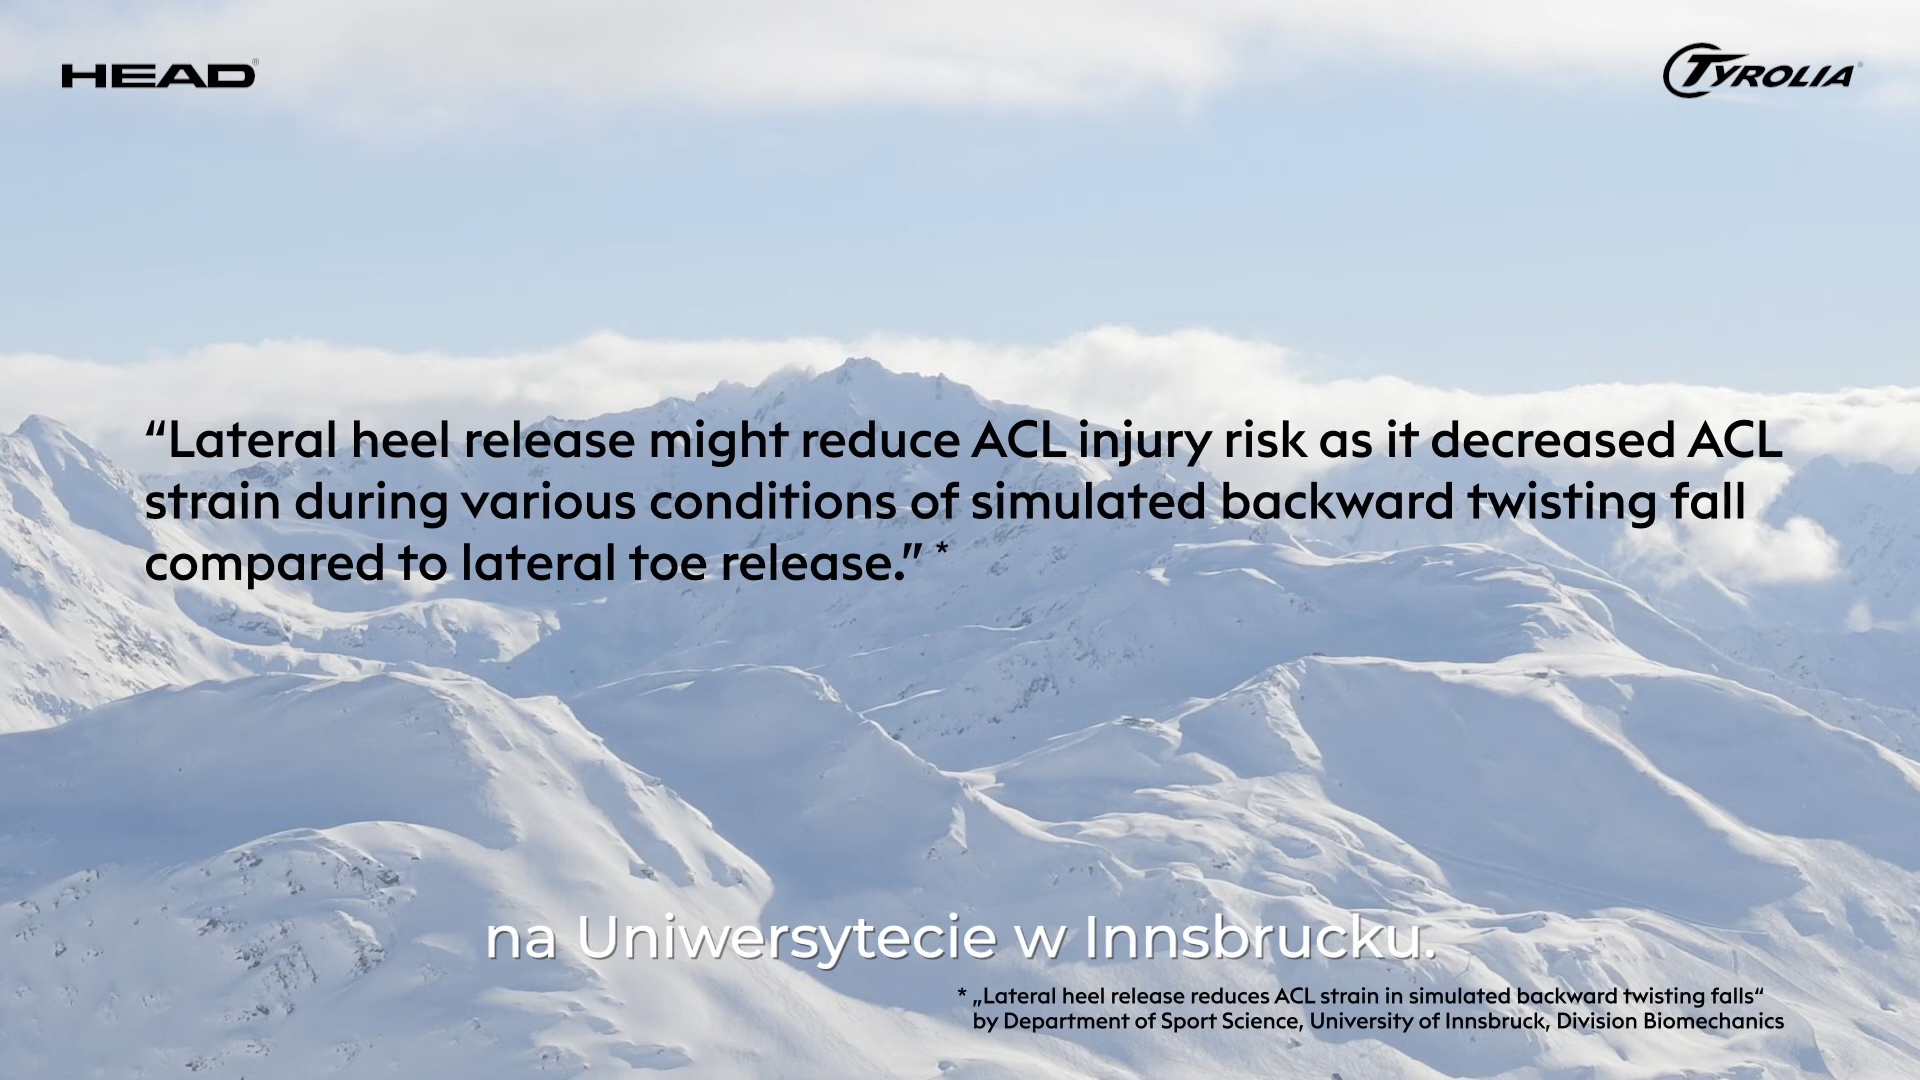 HEAD®
TYROLIA®
“Lateral heel release might reduce ACL injury risk as it decreased ACL
strain during various conditions of simulated backward twisting fall
compared to lateral toe release.” *
na Uniwersytecie w Innsbrucku.
* „Lateral heel release reduces ACL strain in simulated backward twisting falls“
by Department of Sport Science, University of Innsbruck, Division Biomechanics